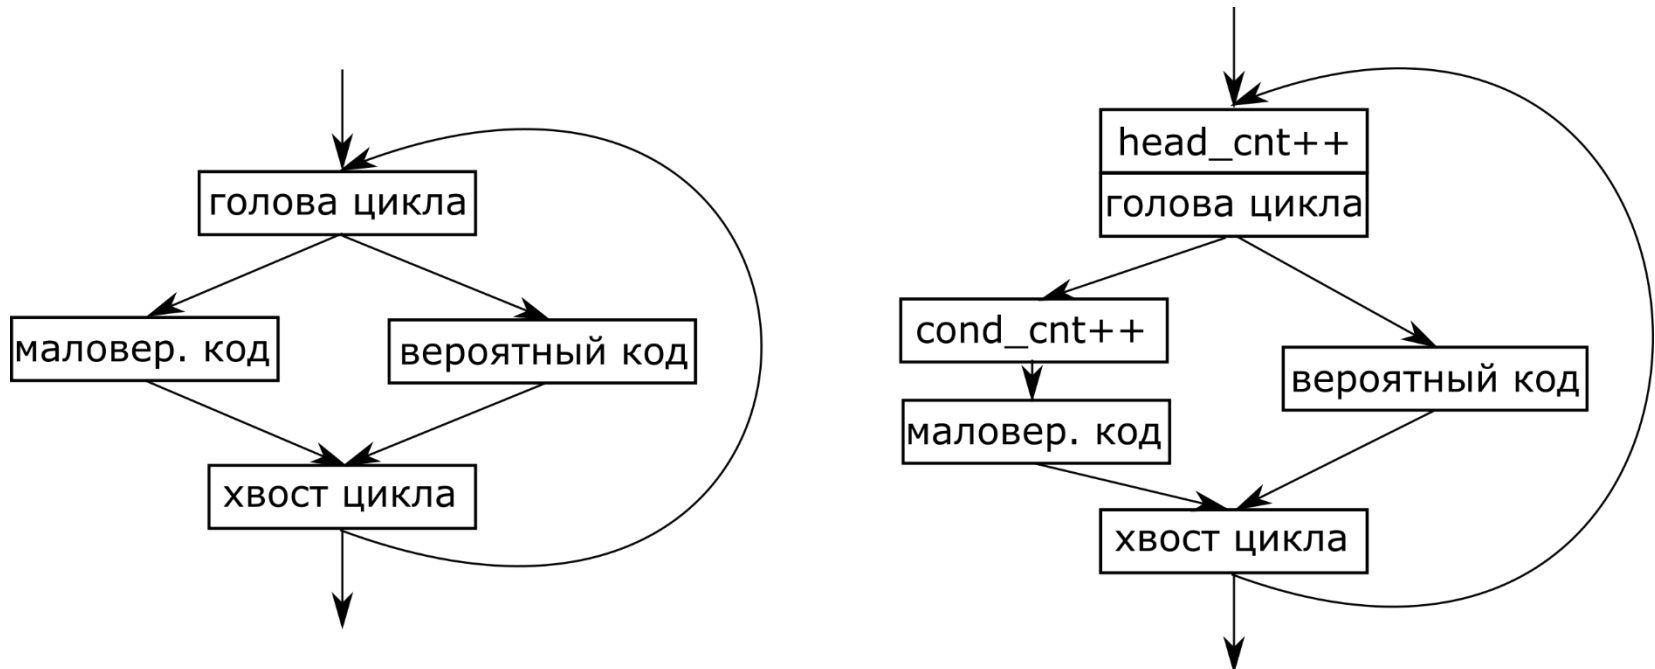 голова цикла
маловер. код
вероятный код
хвост цикла
head_cnt++
голова цикла
cond_cnt++
вероятный код
маловер. код
хвост цикла